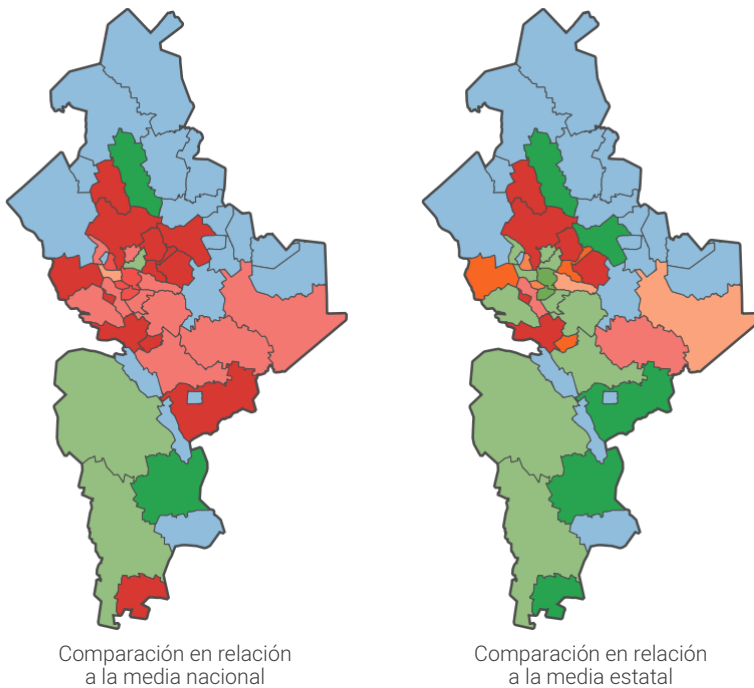 Comparación en relación
a la media nacional
Comparación en relación
a la media estatal